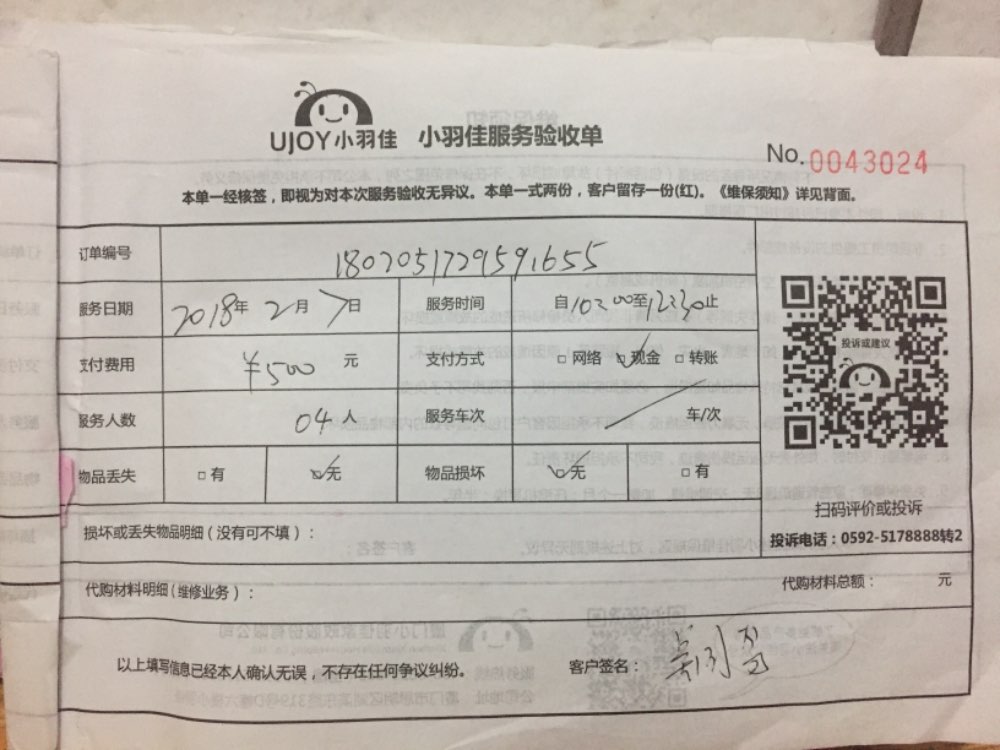 UJOY小羽佳 小羽佳服务验收单
No.0043024
本单一经核签，即视为对本次服务验收无异议。本单一式两份，客户留存一份(红)。《维保须知》详见背面。
订单编号 1802051729591655
服务日期 2018年2月7日 服务时间 自10:00至12:30止
支付费用 ¥500 元 支付方式 □网络 ☑现金 □转账
服务人数 04人 服务车次 车/次
物品丢失 □有 ☑无 物品损坏 ☑无 □有
投诉或建议
扫码评价或投诉
投诉电话：0592-5178888转2
损坏或丢失物品明细(没有可不填)：
代购材料明细(维修业务)： 代购材料总额： 元
以上填写信息已经本人确认无误，不存在任何争议纠纷。 客户签名：